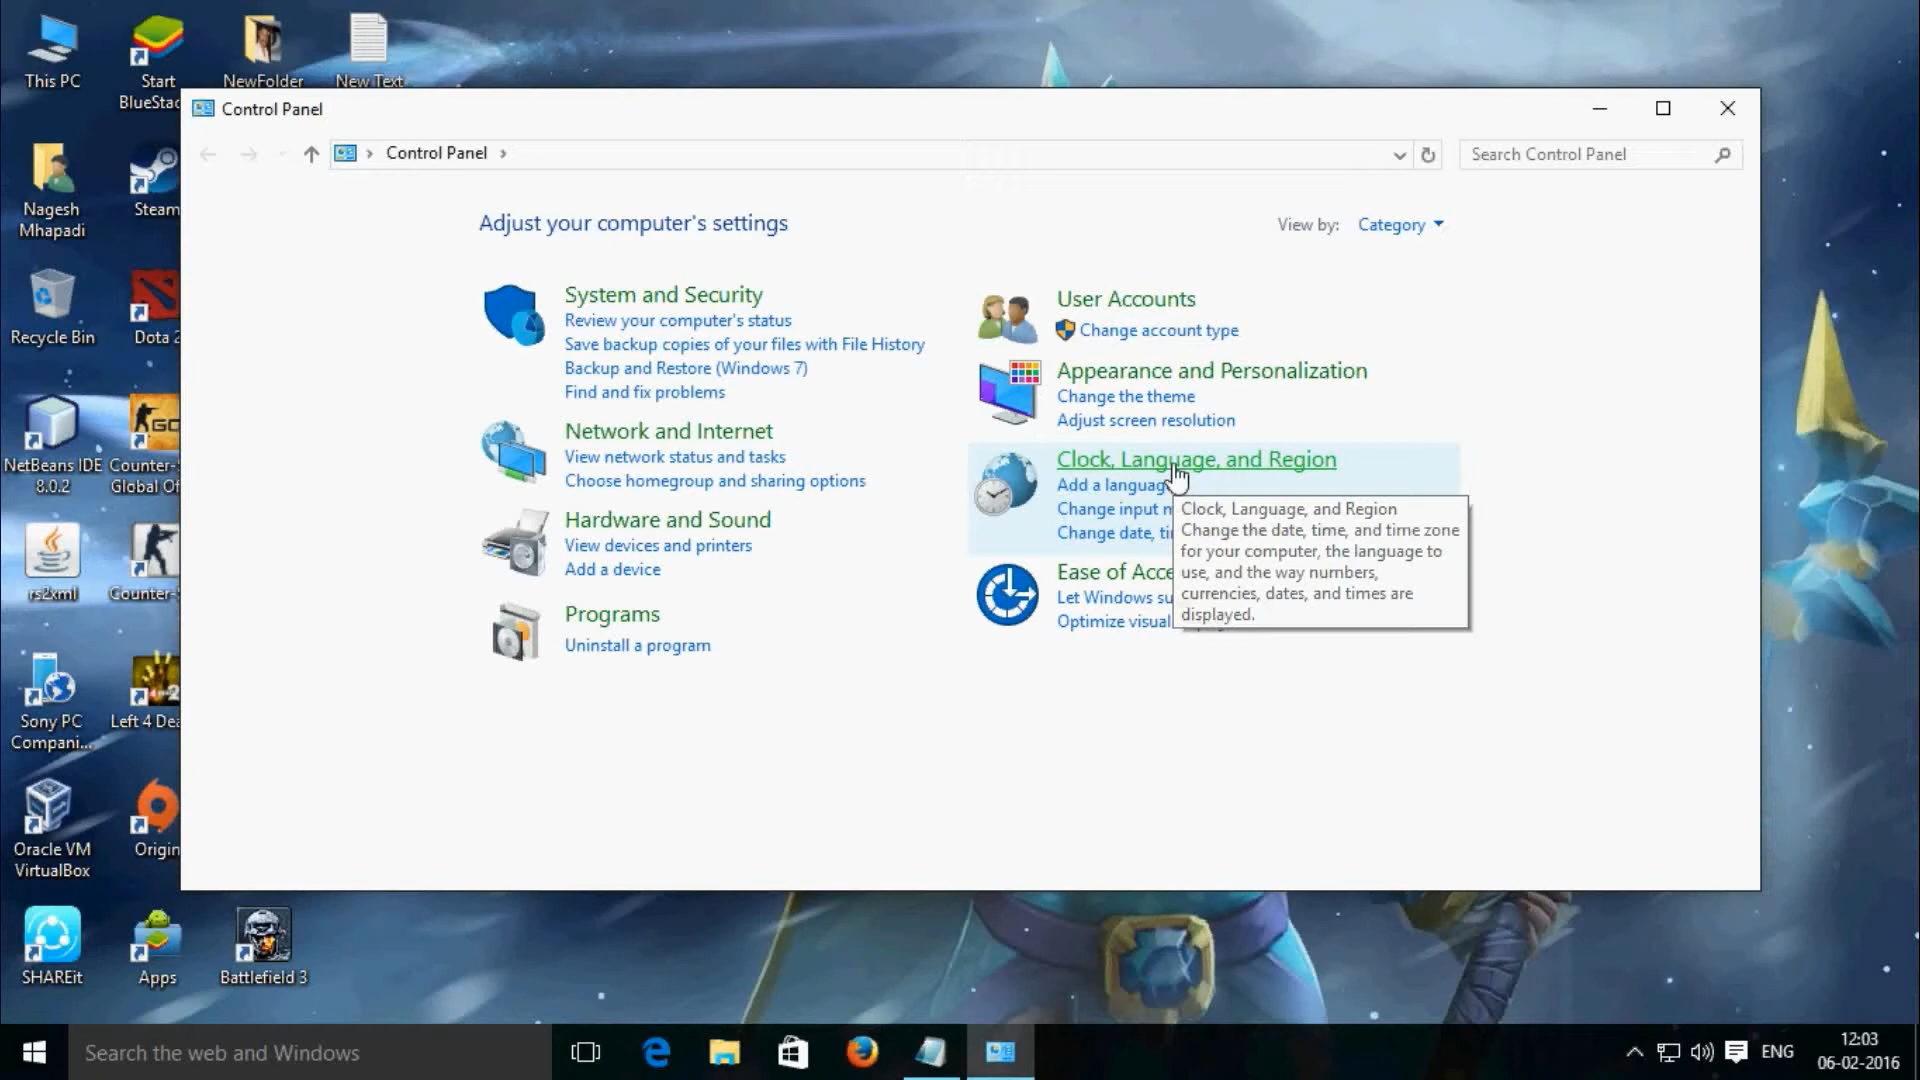 This PC
Start
BlueStac
NewFolder
New Text
Control Panel
Control Panel
Search Control Panel
Nagesh
Mhapadi
Steam
Adjust your computer's settings
View by:
Category
Recycle Bin
Dota 2
System and Security
Review your computer's status
Save backup copies of your files with File History
Backup and Restore (Windows 7)
Find and fix problems
Network and Internet
View network status and tasks
Choose homegroup and sharing options
Hardware and Sound
View devices and printers
Add a device
Programs
Uninstall a program
User Accounts
Change account type
Appearance and Personalization
Change the theme
Adjust screen resolution
Clock, Language, and Region
Add a languag
Change input
Change date, ti
Clock, Language, and Region
Change the date, time, and time zone
for your computer, the language to
use, and the way numbers,
currencies, dates, and times are
displayed.
Ease of Acce
Let Windows su
Optimize visual
NetBeans IDE
8.0.2
Counter-S
Global Of
rs2xml
Counter-S
Sony PC
Compani...
Left 4 Dea
Oracle VM
VirtualBox
Origin
SHAREit
Apps
Battlefield 3
Search the web and Windows
ENG
12:03
06-02-2016